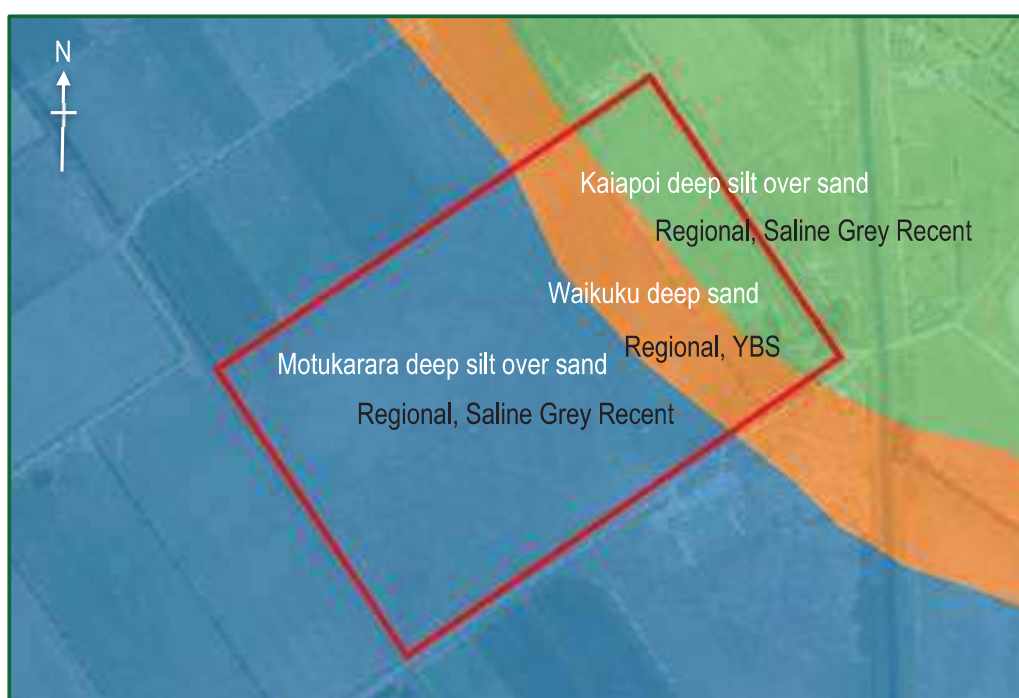 N
Kaiapoi deep silt over sand
Regional, Saline Grey Recent
Waikuku deep sand
Regional, YBS
Motukarara deep silt over sand
Regional, Saline Grey Recent